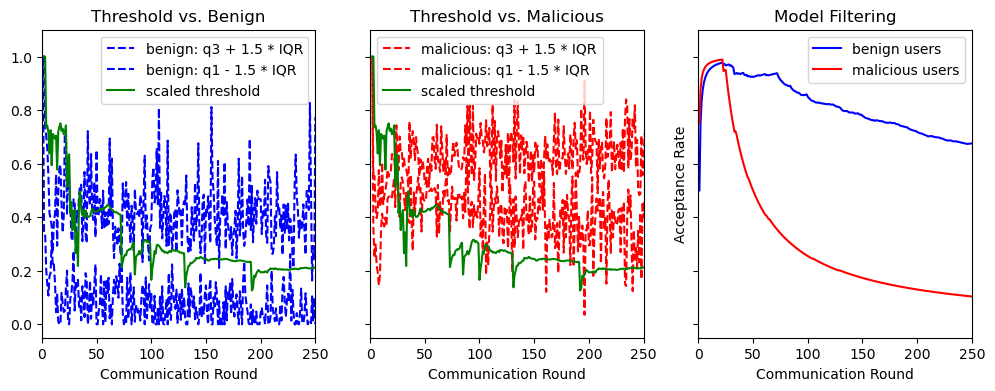 Threshold vs. Benign
benign: q3 + 1.5 * IQR
benign: q1 - 1.5 * IQR
scaled threshold
1.0
0.8
0.6
0.4
0.2
0.0
0 50 100 150 200 250
Communication Round
Threshold vs. Malicious
malicious: q3 + 1.5 * IQR
malicious: q1 - 1.5 * IQR
scaled threshold
0 50 100 150 200 250
Communication Round
Model Filtering
benign users
malicious users
Acceptance Rate
0 50 100 150 200 250
Communication Round